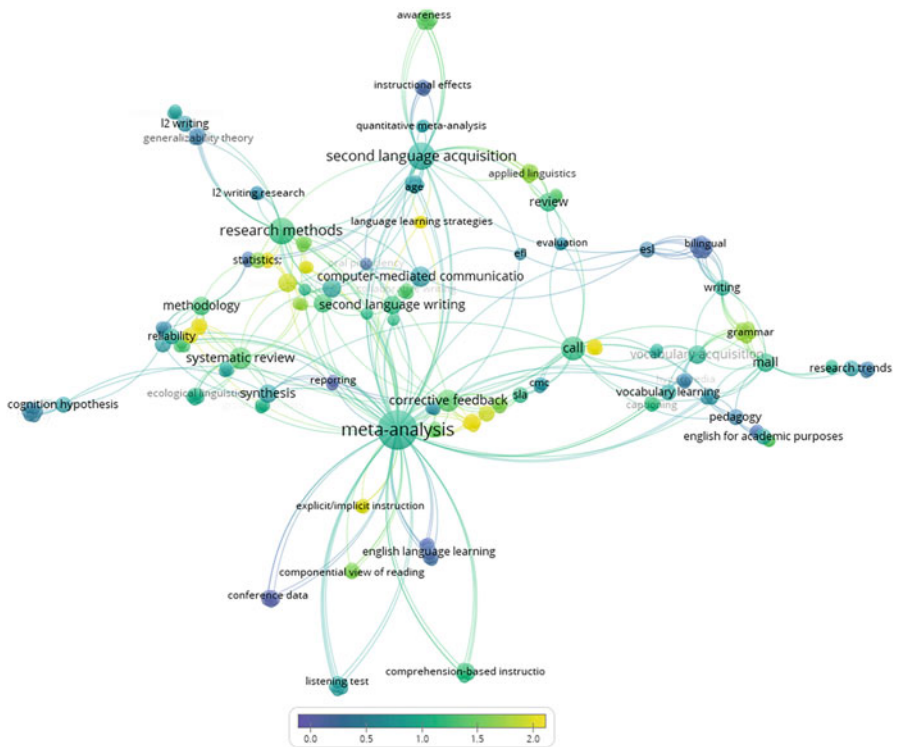 awareness
instructional effects
l2 writing
quantitative meta-analysis
generalizability theory
second language acquisition
applied linguistics
age
l2 writing research
review
language learning strategies
research methods
evaluation
bilingual
efl
esl
statistics:
computer-mediated communicatio
writing
methodology
second language writing
grammar
reliability
call
vocabulary acquisition
systematic review
mall
research trends
reporting
cmc
ecological linguistic
synthesis
sla
vocabulary learning
corrective feedback
cognition hypothesis
captioning
pedagogy
meta-analysis
english for academic purposes
explicit/implicit instruction
english language learning
componential view of reading
conference data
comprehension-based instructio
listening test
0.0 0.5 1.0 1.5 2.0